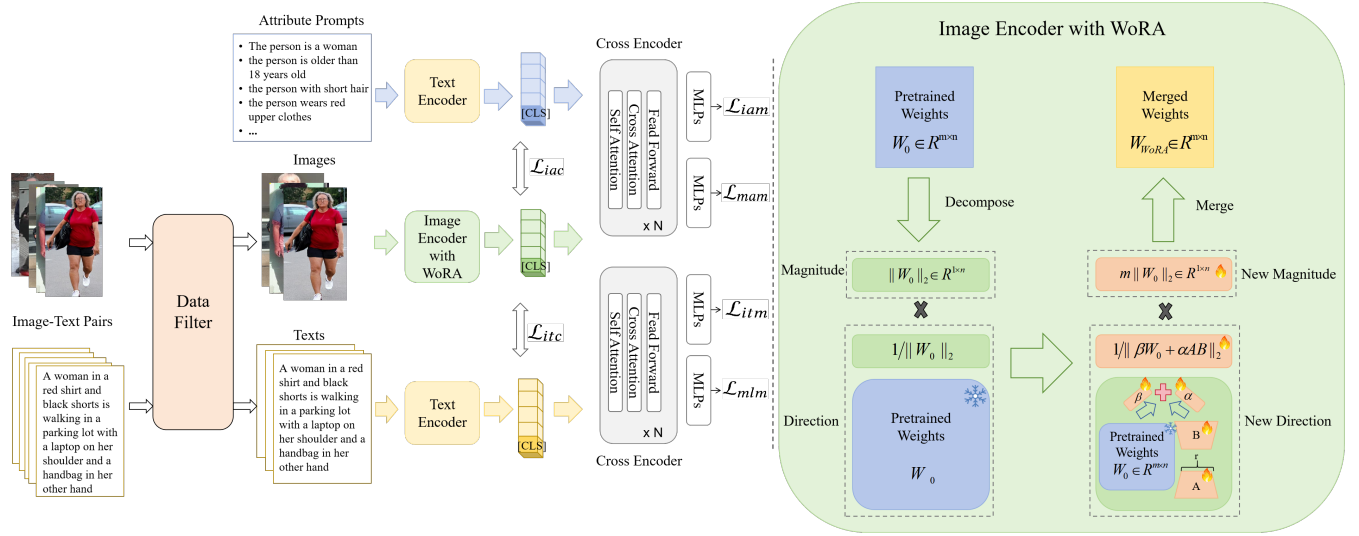 Attribute Prompts
• The person is a woman
• the person is older than
18 years old
• the person with short hair
• the person wears red
upper clothes
• ...
Text
Encoder
[CLS]
Cross Encoder
Self Attention
Cross Attention
Fead Forward
x N
MLPs
ℒiam
MLPs
ℒmam
Images
ℒiac
Image
Encoder
with
WoRA
[CLS]
Data
Filter
Image-Text Pairs
A woman in a
red shirt and
black shorts is
walking in a
parking lot with
a laptop on her
shoulder and a
handbag in her
other hand
Texts
A woman in a red
shirt and black
shorts is walking
in a parking lot
with a laptop on
her shoulder and a
handbag in her
other hand
ℒitc
Text
Encoder
[CLS]
Self Attention
Cross Attention
Fead Forward
x N
Cross Encoder
MLPs
ℒitm
MLPs
ℒmlm
Image Encoder with WoRA
Pretrained
Weights
W₀ ∈ R^{m×n}
Decompose
Magnitude
‖ W₀ ‖₂ ∈ R^{1×n}
1/‖ W₀ ‖₂
Direction
Pretrained
Weights
W₀
Merged
Weights
W_{WoRA} ∈ R^{m×n}
Merge
m ‖ W₀ ‖₂ ∈ R^{1×n}
New Magnitude
1/‖ βW₀ + αAB ‖₂
β
α
Pretrained
Weights
W₀ ∈ R^{m×n}
B
r
A
New Direction